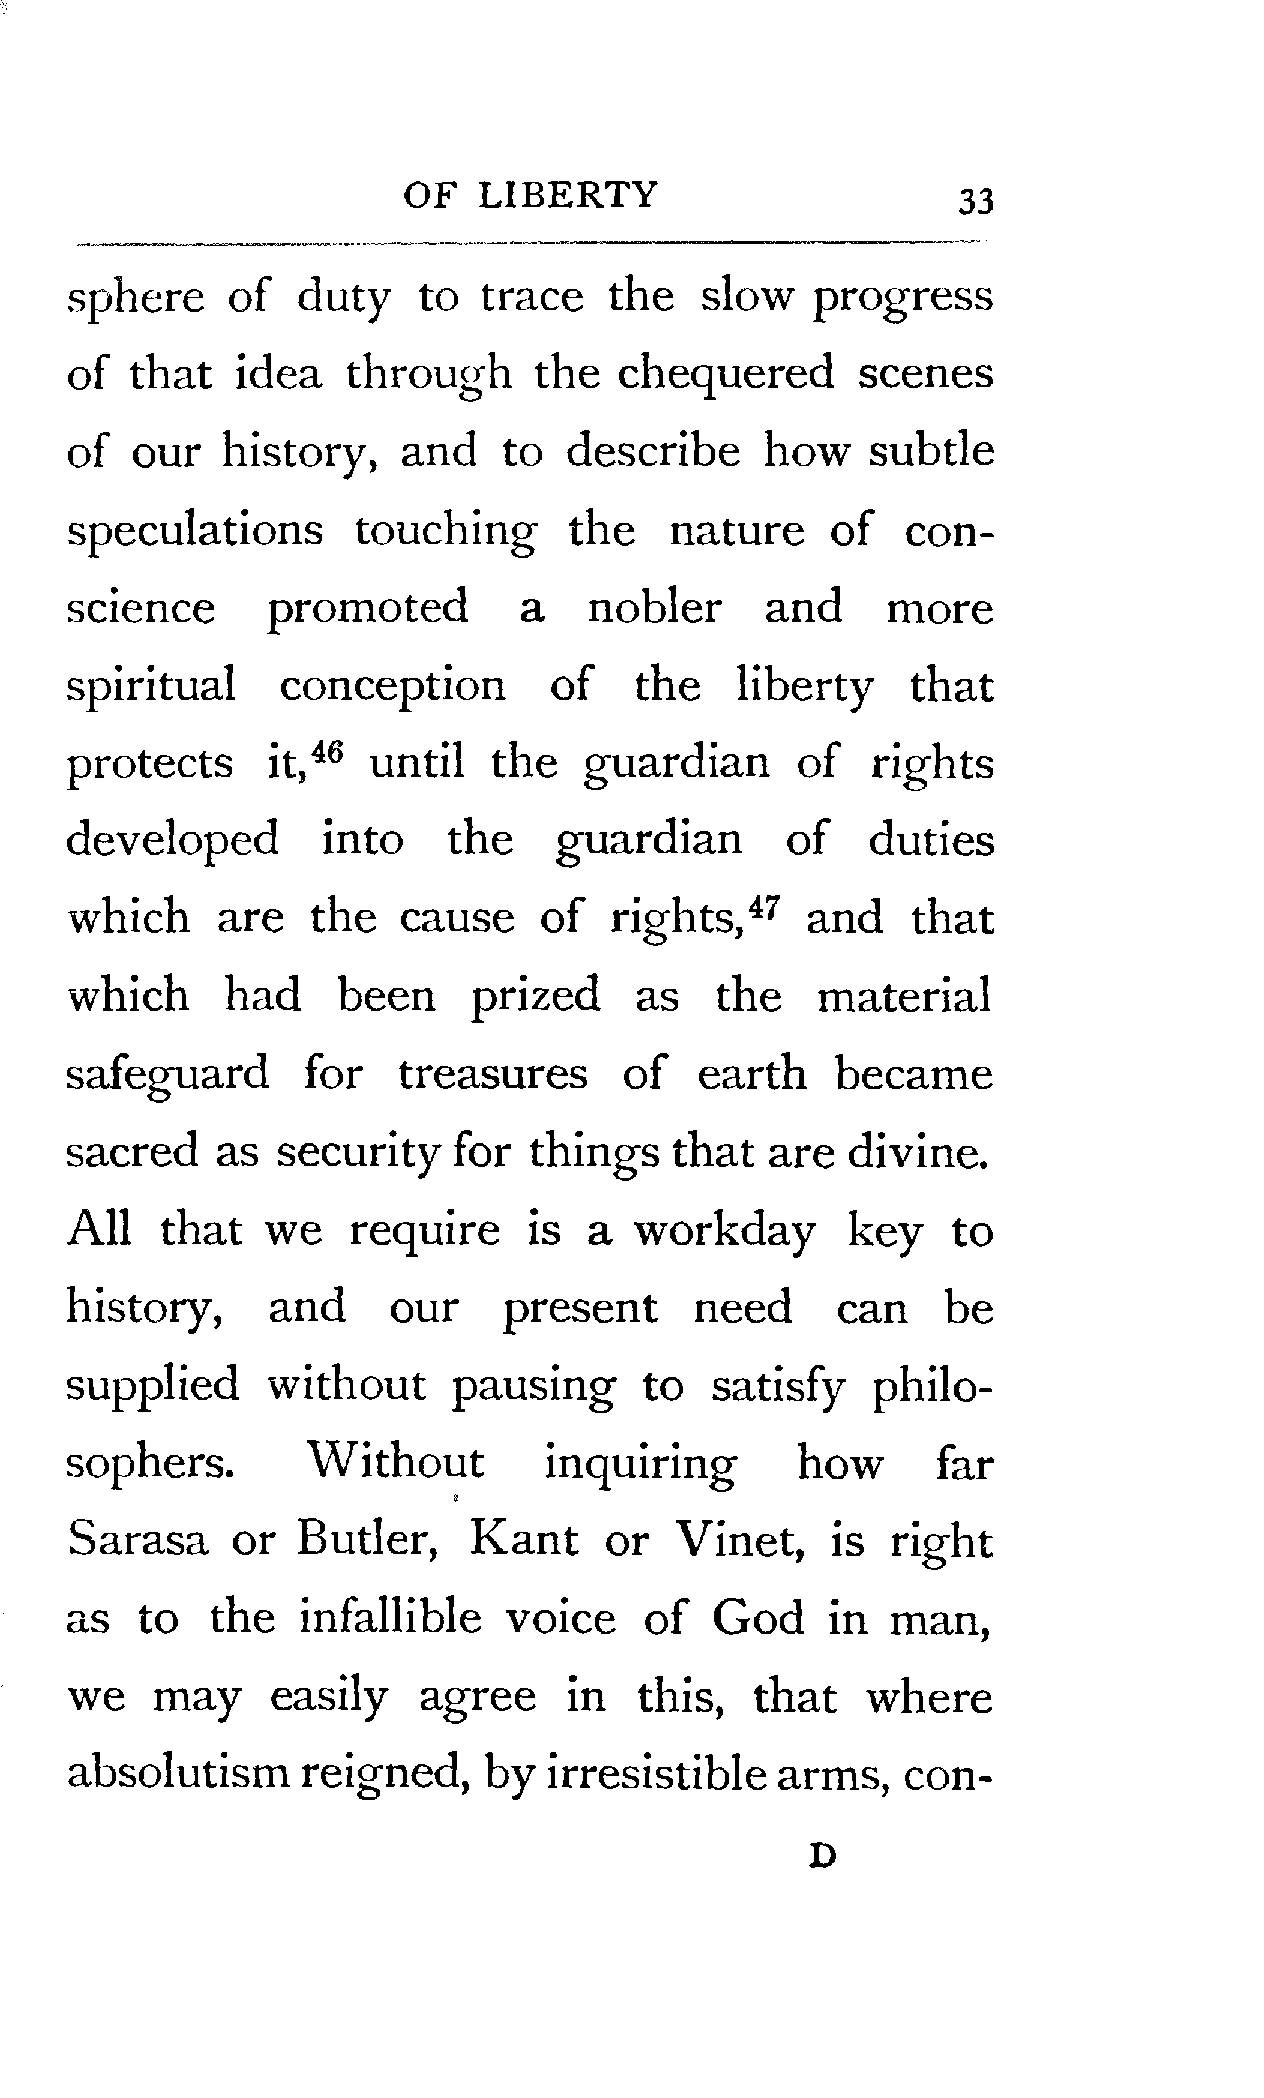 OF LIBERTY 33
sphere of duty to trace the slow progress
of that idea through the chequered scenes
of our history, and to describe how subtle
speculations touching the nature of con-
science promoted a nobler and more
spiritual conception of the liberty that
protects it,⁴⁶ until the guardian of rights
developed into the guardian of duties
which are the cause of rights,⁴⁷ and that
which had been prized as the material
safeguard for treasures of earth became
sacred as security for things that are divine.
All that we require is a workday key to
history, and our present need can be
supplied without pausing to satisfy philo-
sophers. Without inquiring how far
Sarasa or Butler, Kant or Vinet, is right
as to the infallible voice of God in man,
we may easily agree in this, that where
absolutism reigned, by irresistible arms, con-
D